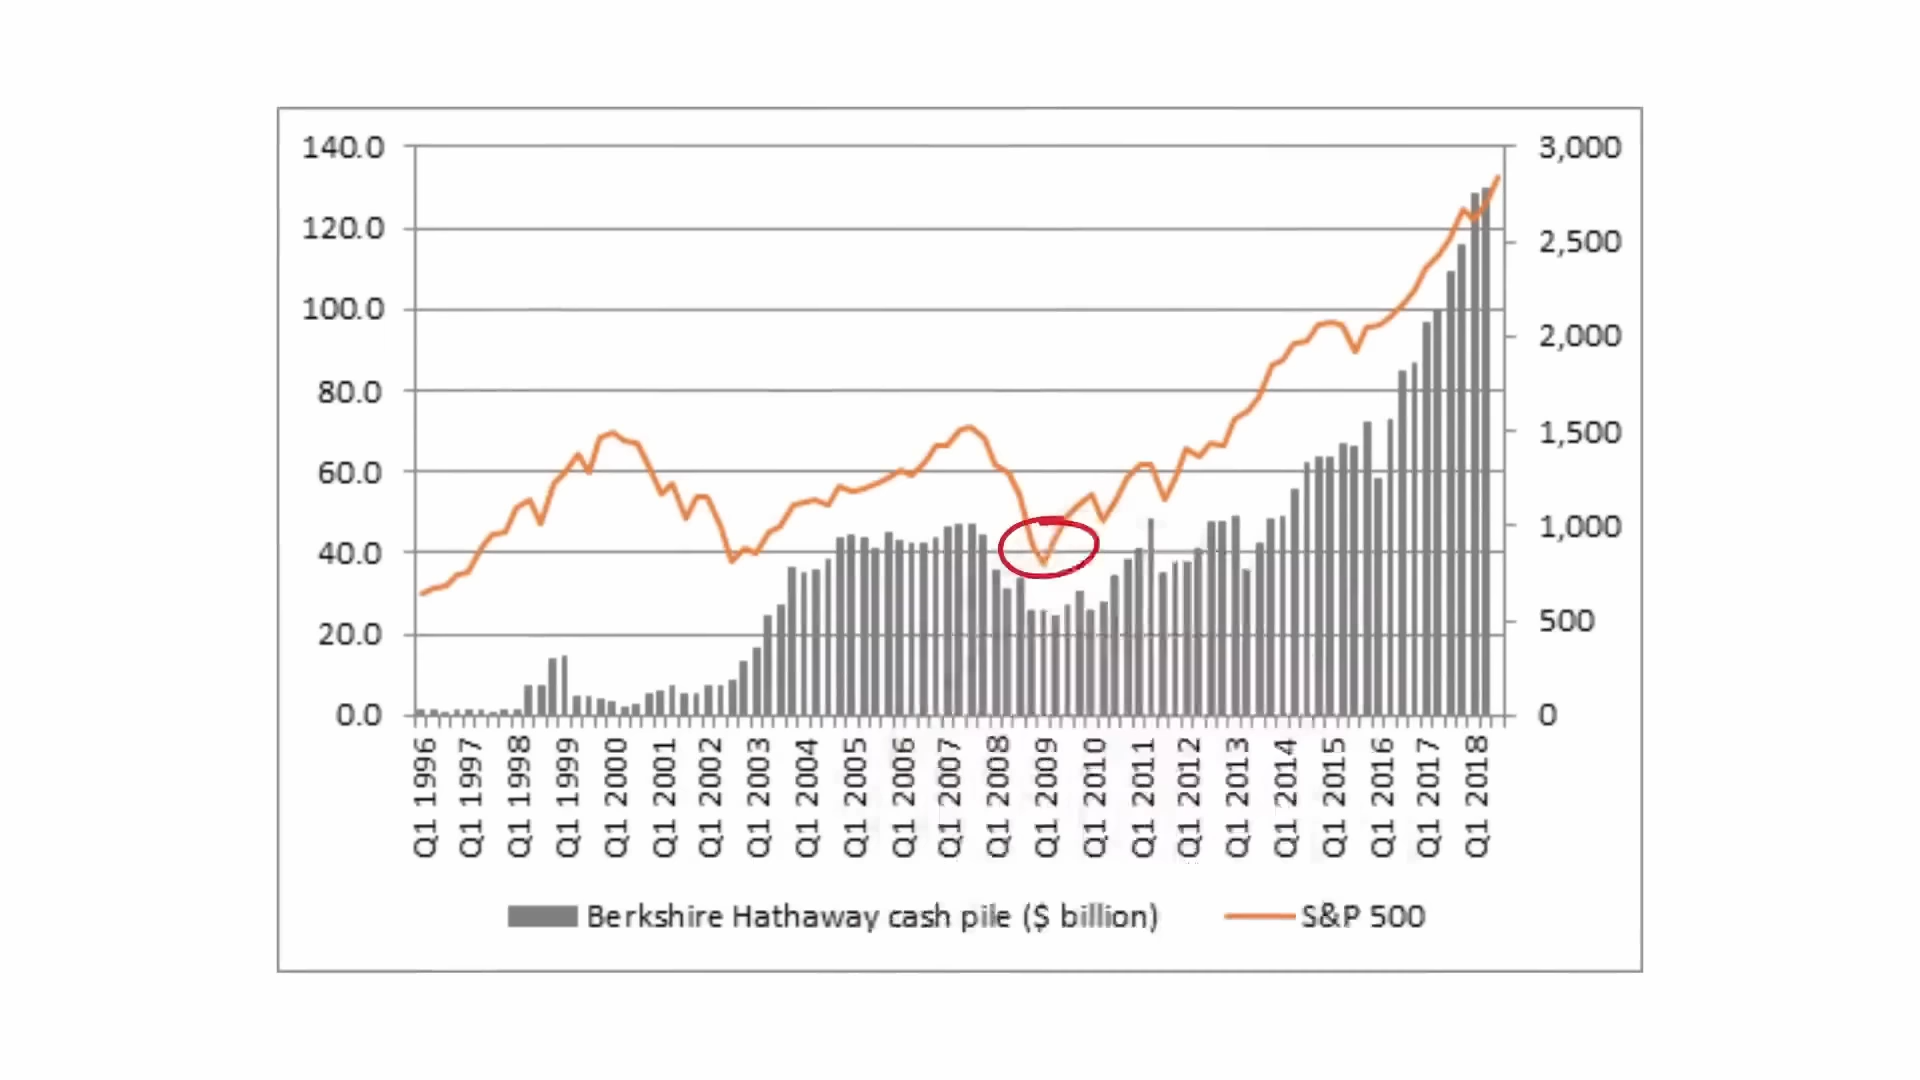 140.0
120.0
100.0
80.0
60.0
40.0
20.0
0.0
3,000
2,500
2,000
1,500
1,000
500
0
Q1 1996
Q1 1997
Q1 1998
Q1 1999
Q1 2000
Q1 2001
Q1 2002
Q1 2003
Q1 2004
Q1 2005
Q1 2006
Q1 2007
Q1 2008
Q1 2009
Q1 2010
Q1 2011
Q1 2012
Q1 2013
Q1 2014
Q1 2015
Q1 2016
Q1 2017
Q1 2018
Berkshire Hathaway cash pile ($ billion)
S&P 500